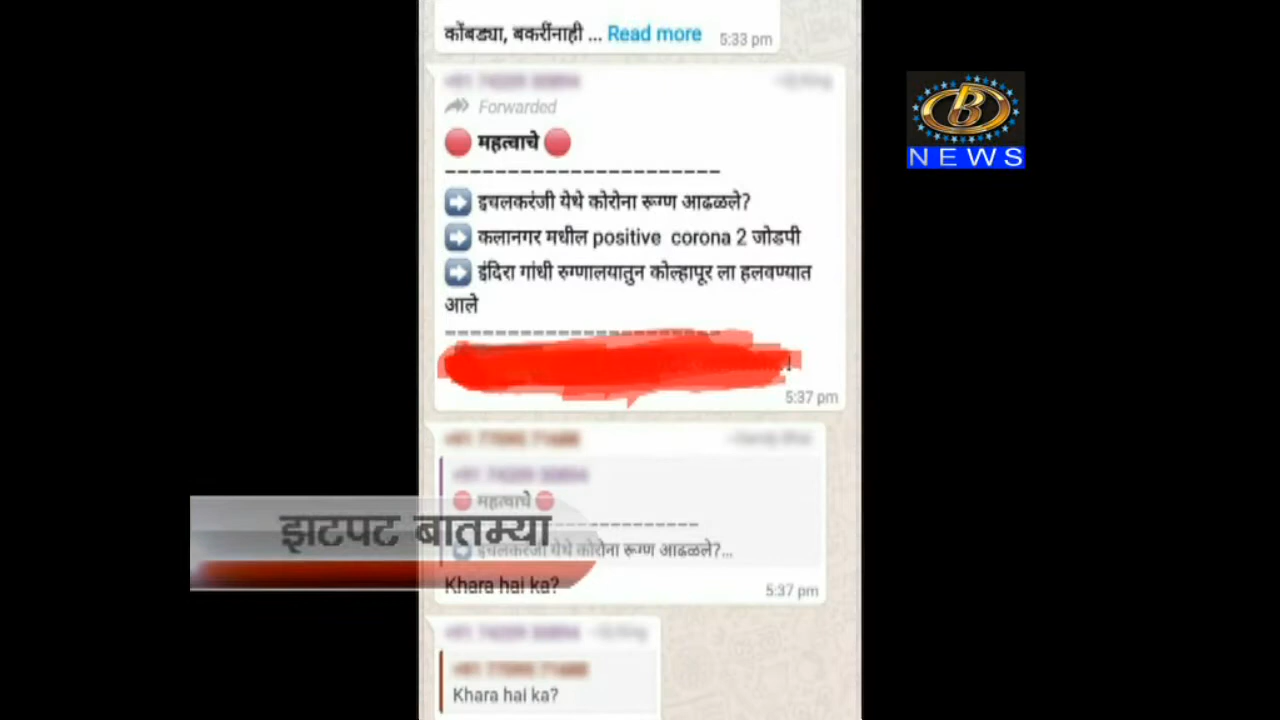 कोंबड्या, बकरींनाही ... Read more 5:33 pm
Forwarded
🔴 महत्वाचे 🔴
----------------------
➡ इचलकरंजी येथे कोरोना रूग्ण आढळले?
➡ कलानगर मधील positive corona 2 जोडपी
➡ इंदिरा गांधी रुग्णालयातुन कोल्हापूर ला हलवण्यात
आले
----------------------
5:37 pm
🔴 महत्वाचे 🔴
इचलकरंजी येथे कोरोना रूग्ण आढळले?...
Khara hai ka? 5:37 pm
Khara hai ka?
झटपट बातम्या
B
NEWS